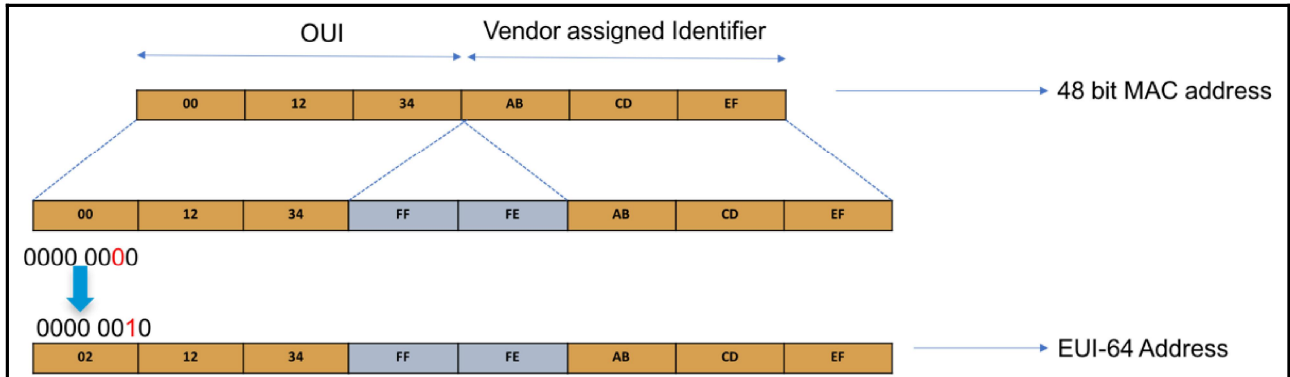 OUI Vendor assigned Identifier
00 12 34 AB CD EF 48 bit MAC address
00 12 34 FF FE AB CD EF
0000 0000
0000 0010
02 12 34 FF FE AB CD EF EUI-64 Address